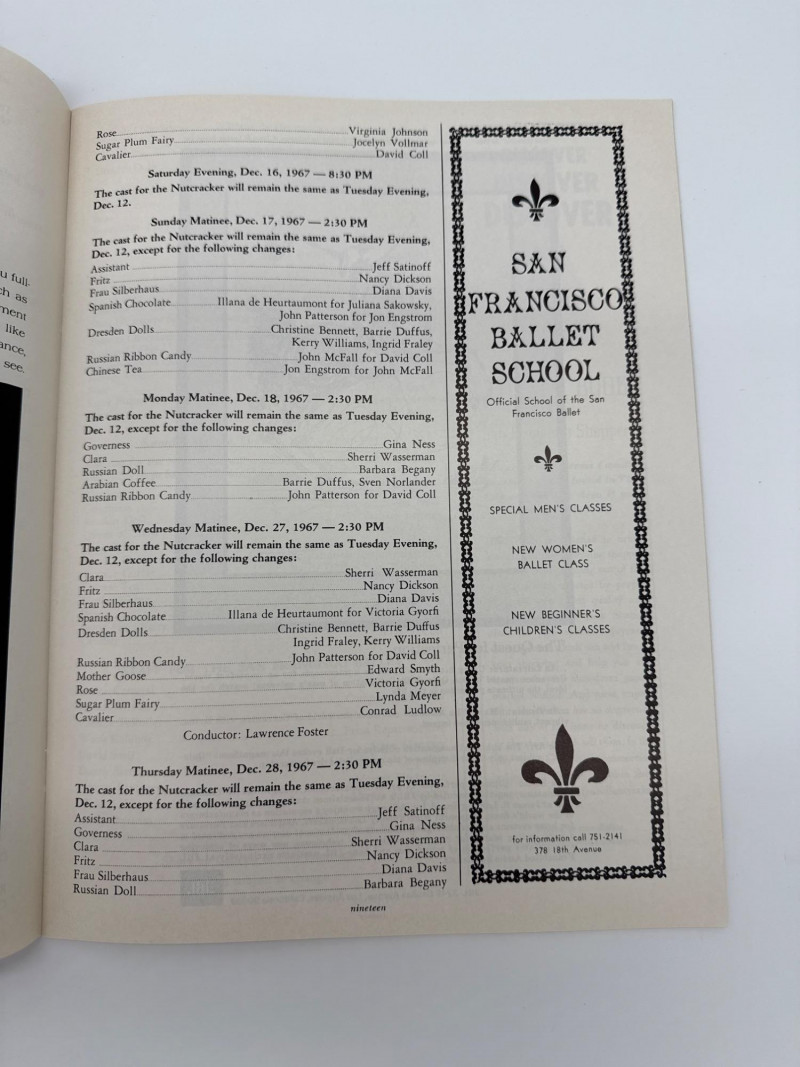 u full.
ch as
ment
like
ance,
see.
Rose Virginia Johnson
Sugar Plum Fairy Jocelyn Vollmar
Cavalier David Coll
Saturday Evening, Dec. 16, 1967 — 8:30 PM
The cast for the Nutcracker will remain the same as Tuesday Evening,
Dec. 12.
Sunday Matinee, Dec. 17, 1967 — 2:30 PM
The cast for the Nutcracker will remain the same as Tuesday Evening,
Dec. 12, except for the following changes:
Assistant Jeff Satinoff
Fritz Nancy Dickson
Frau Silberhaus Diana Davis
Spanish Chocolate Illana de Heurtaumont for Juliana Sakowsky,
John Patterson for Jon Engstrom
Dresden Dolls Christine Bennett, Barrie Duffus,
Kerry Williams, Ingrid Fraley
Russian Ribbon Candy John McFall for David Coll
Chinese Tea Jon Engstrom for John McFall
Monday Matinee, Dec. 18, 1967 — 2:30 PM
The cast for the Nutcracker will remain the same as Tuesday Evening,
Dec. 12, except for the following changes:
Governess Gina Ness
Clara Sherri Wasserman
Russian Doll Barbara Begany
Arabian Coffee Barrie Duffus, Sven Norlander
Russian Ribbon Candy John Patterson for David Coll
Wednesday Matinee, Dec. 27, 1967 — 2:30 PM
The cast for the Nutcracker will remain the same as Tuesday Evening,
Dec. 12, except for the following changes:
Clara Sherri Wasserman
Fritz Nancy Dickson
Frau Silberhaus Diana Davis
Spanish Chocolate Illana de Heurtaumont for Victoria Gyorfi
Dresden Dolls Christine Bennett, Barrie Duffus
Ingrid Fraley, Kerry Williams
Russian Ribbon Candy John Patterson for David Coll
Mother Goose Edward Smyth
Rose Victoria Gyorfi
Sugar Plum Fairy Lynda Meyer
Cavalier Conrad Ludlow
Conductor: Lawrence Foster
Thursday Matinee, Dec. 28, 1967 — 2:30 PM
The cast for the Nutcracker will remain the same as Tuesday Evening,
Dec. 12, except for the following changes:
Assistant Jeff Satinoff
Governess Gina Ness
Clara Sherri Wasserman
Fritz Nancy Dickson
Frau Silberhaus Diana Davis
Russian Doll Barbara Begany
nineteen
SAN
FRANCISCO
BALLET
SCHOOL
Official School of the San
Francisco Ballet
SPECIAL MEN'S CLASSES
NEW WOMEN'S
BALLET CLASS
NEW BEGINNER'S
CHILDREN'S CLASSES
for information call 751-2141
378 18th Avenue